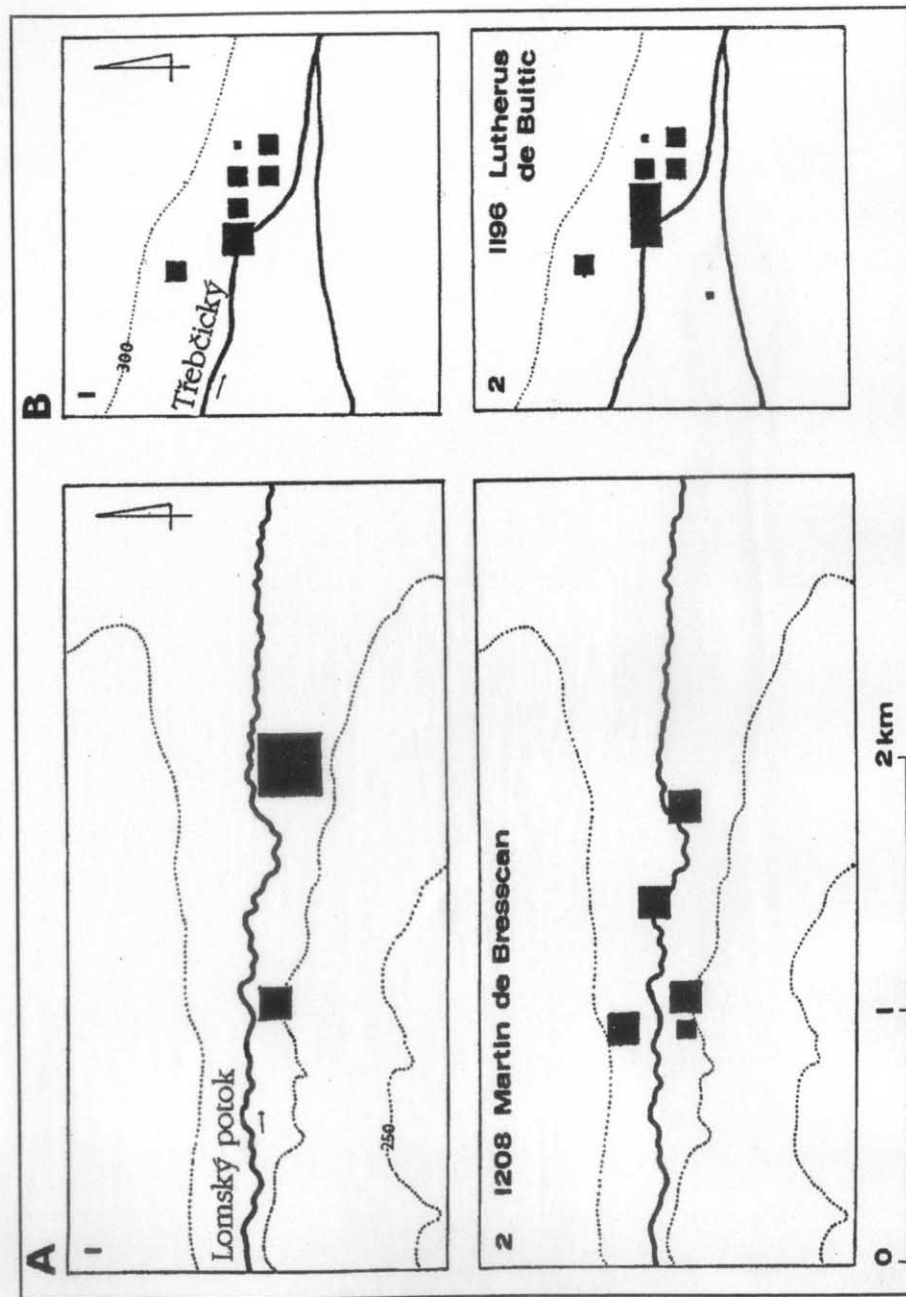 A
1
Lomský potok
250
2 1208 Martin de Bresscan
0 1 2 km
B
1
300
Třebčický
2 1196 Lutherus
de Buitic